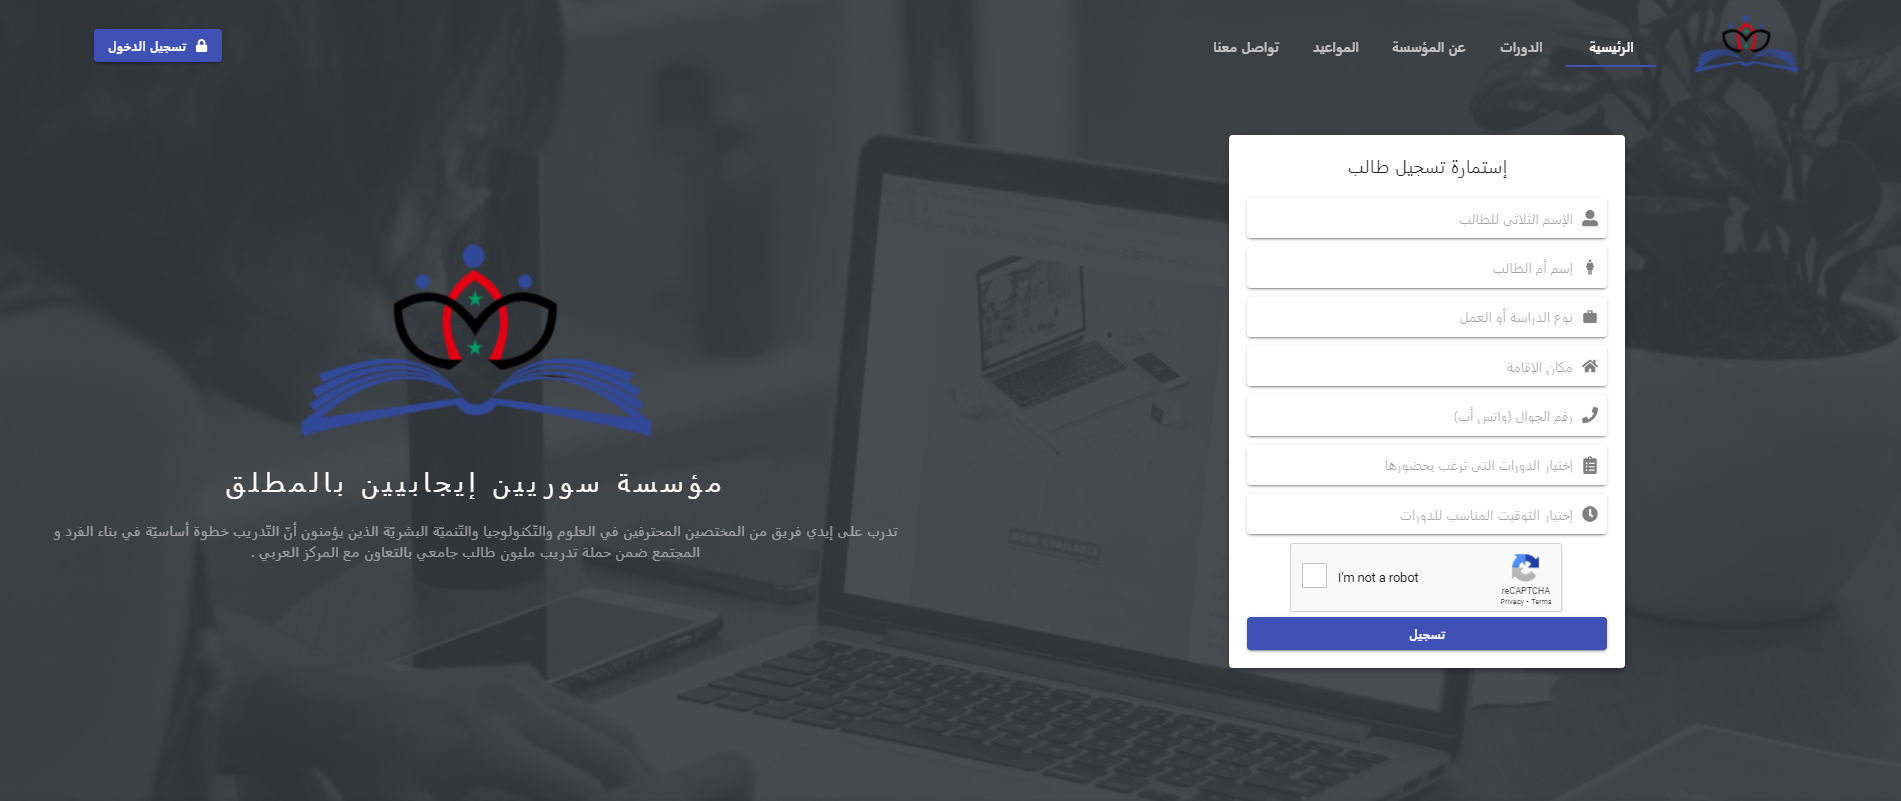 الرئيسية
الدورات
عن المؤسسة
المواعيد
تواصل معنا
تسجيل الدخول
إستمارة تسجيل طالب
الإسم الثلاثي للطالب
إسم أم الطالب
نوع الدراسة أو العمل
مكان الإقامة
رقم الجوال (واتس أب)
إختيار الدورات التي ترغب بحضورها
إختيار التوقيت المناسب للدورات
I'm not a robot
reCAPTCHA
Privacy - Terms
تسجيل
مؤسسة سوريين إيجابيين بالمطلق
تدرب على إيدي فريق من المختصين المحترفين في العلوم والتّكنولوجيا والتّنميّة البشريّة الذين يؤمنون أنّ التّدريب خطوة أساسيّة في بناء الفرد و
المجتمع ضمن حملة تدريب مليون طالب جامعي بالتعاون مع المركز العربي .
NOW AVAILABLE